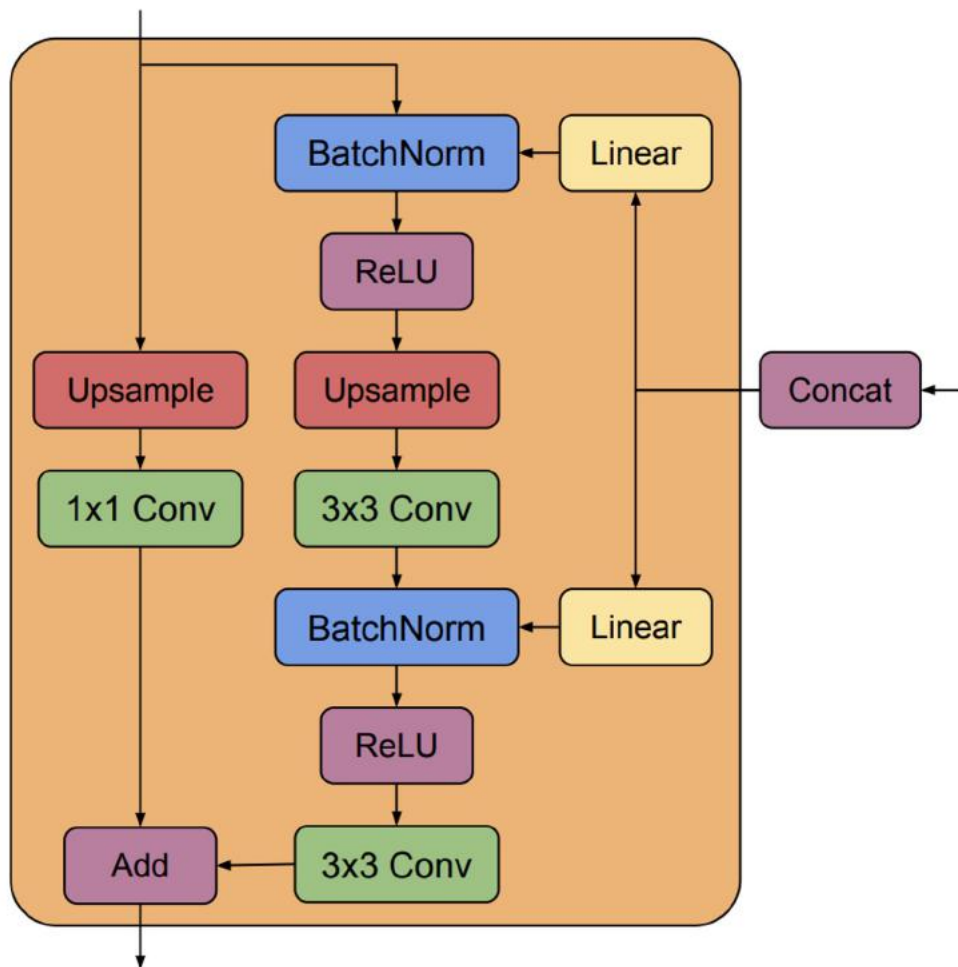 BatchNorm
Linear
ReLU
Upsample
Upsample
Concat
1x1 Conv
3x3 Conv
BatchNorm
Linear
ReLU
Add
3x3 Conv